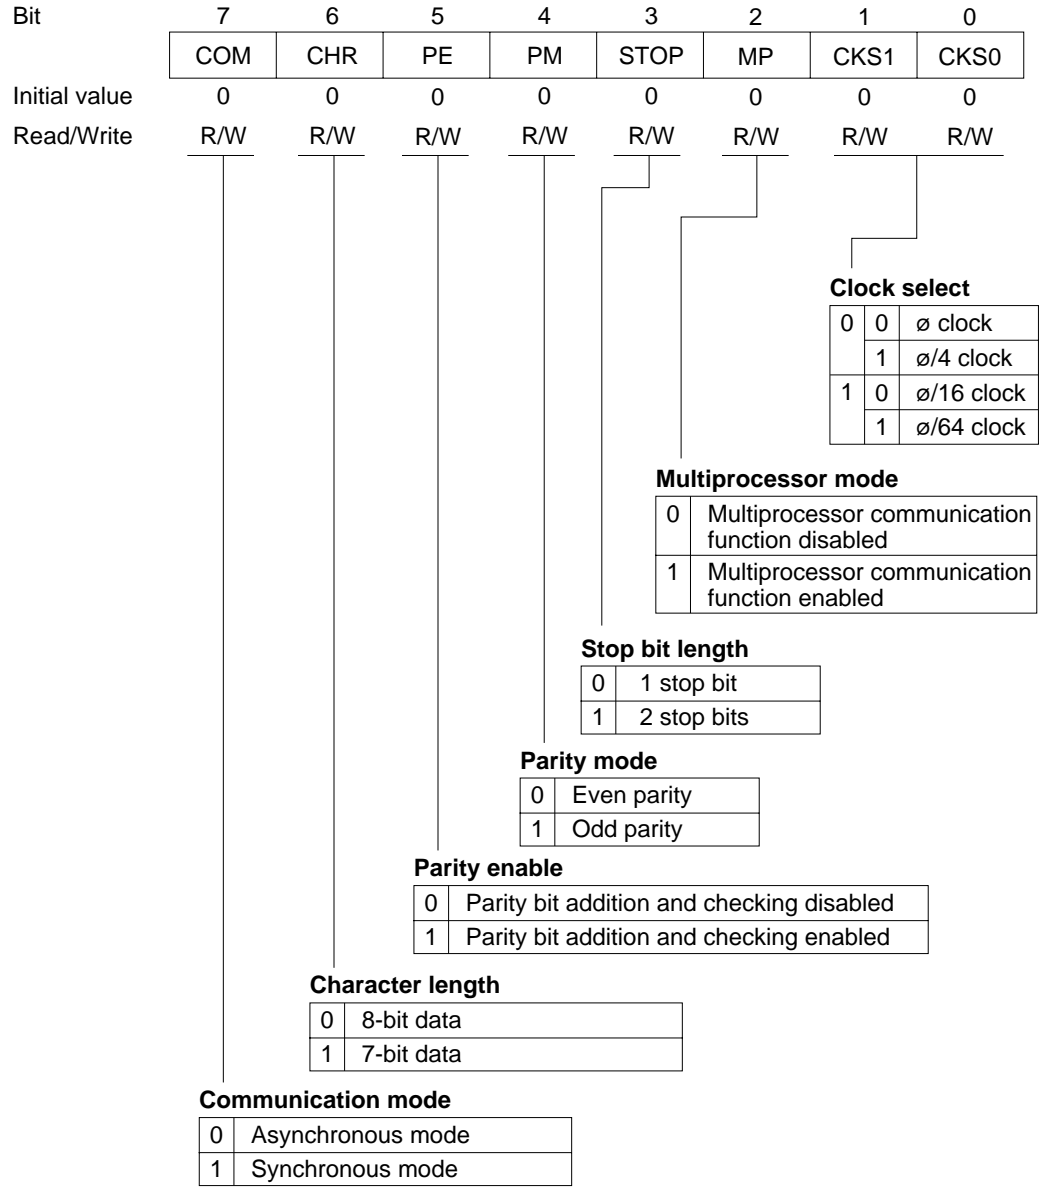 Bit 7 6 5 4 3 2 1 0
COM CHR PE PM STOP MP CKS1 CKS0
Initial value 0 0 0 0 0 0 0 0
Read/Write R/W R/W R/W R/W R/W R/W R/W R/W
Clock select
0 0 ø clock
1 ø/4 clock
1 0 ø/16 clock
1 ø/64 clock
Multiprocessor mode
0 Multiprocessor communication
function disabled
1 Multiprocessor communication
function enabled
Stop bit length
0 1 stop bit
1 2 stop bits
Parity mode
0 Even parity
1 Odd parity
Parity enable
0 Parity bit addition and checking disabled
1 Parity bit addition and checking enabled
Character length
0 8-bit data
1 7-bit data
Communication mode
0 Asynchronous mode
1 Synchronous mode